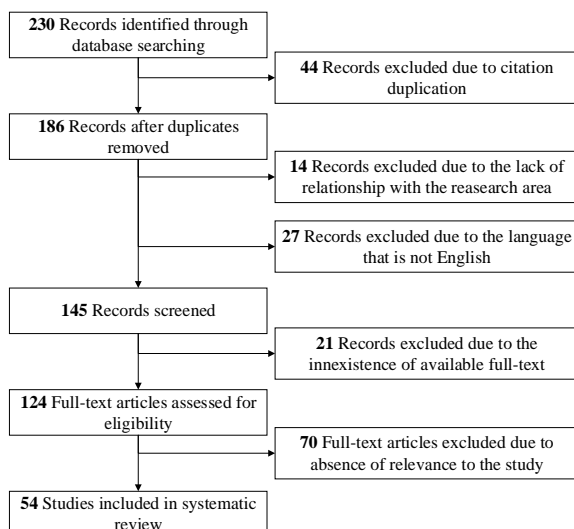 230 Records identified through
database searching
44 Records excluded due to citation
duplication
186 Records after duplicates
removed
14 Records excluded due to the lack of
relationship with the reasearch area
27 Records excluded due to the language
that is not English
145 Records screened
21 Records excluded due to the
innexistence of available full-text
124 Full-text articles assessed for
eligibility
70 Full-text articles excluded due to
absence of relevance to the study
54 Studies included in systematic
review